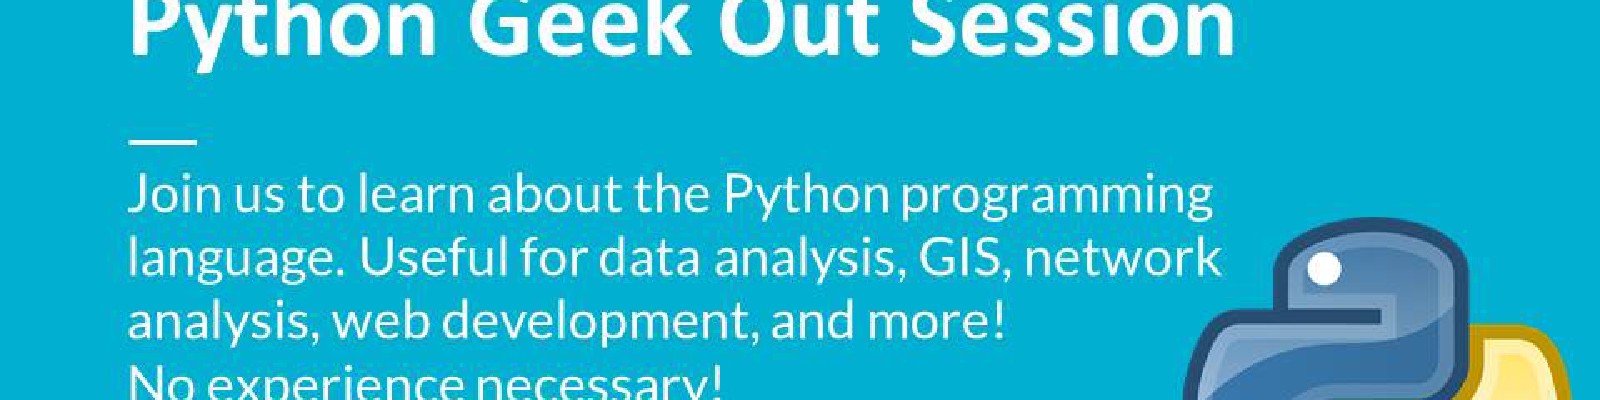 Python Geek Out Session
Join us to learn about the Python programming
language. Useful for data analysis, GIS, network
analysis, web development, and more!
No experience necessary!